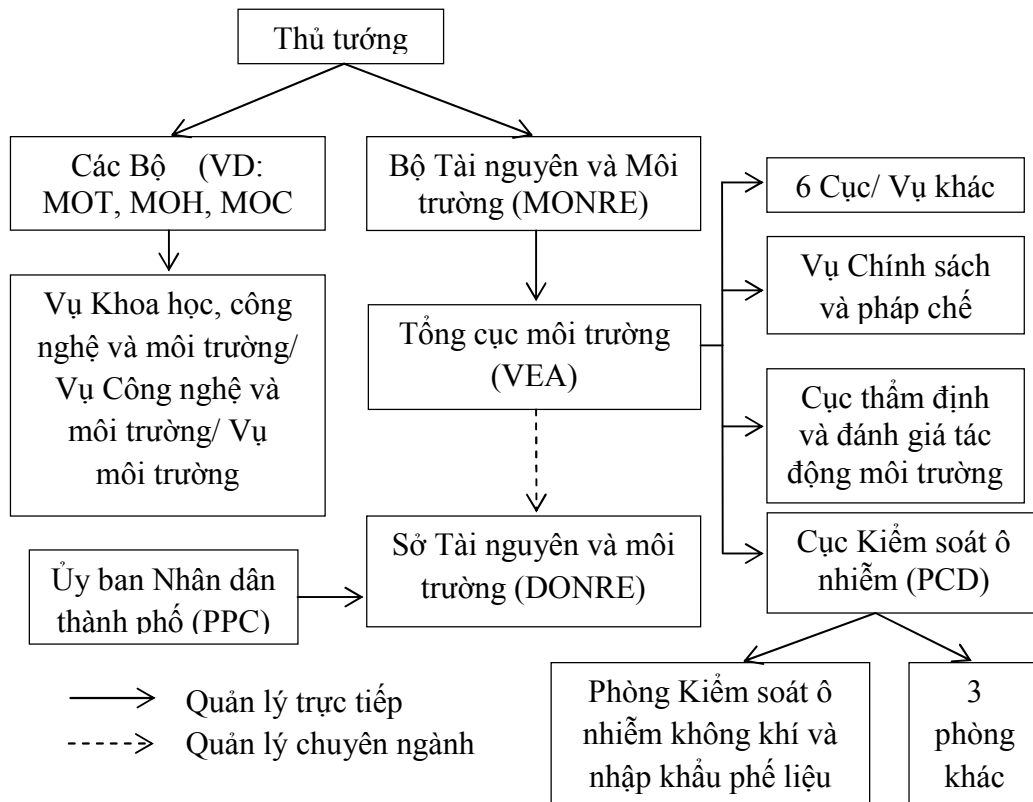 Thủ tướng
Các Bộ (VD:
MOT, MOH, MOC
Bộ Tài nguyên và Môi
trường (MONRE)
6 Cục/ Vụ khác
Vụ Chính sách
và pháp chế
Vụ Khoa học, công
nghệ và môi trường/
Vụ Công nghệ và
môi trường/ Vụ
môi trường
Tổng cục môi trường
(VEA)
Cục thẩm định
và đánh giá tác
động môi trường
Sở Tài nguyên và môi
trường (DONRE)
Cục Kiểm soát ô
nhiễm (PCD)
Ủy ban Nhân dân
thành phố (PPC)
Quản lý trực tiếp
Quản lý chuyên ngành
Phòng Kiểm soát ô
nhiễm không khí và
nhập khẩu phế liệu
3
phòng
khác